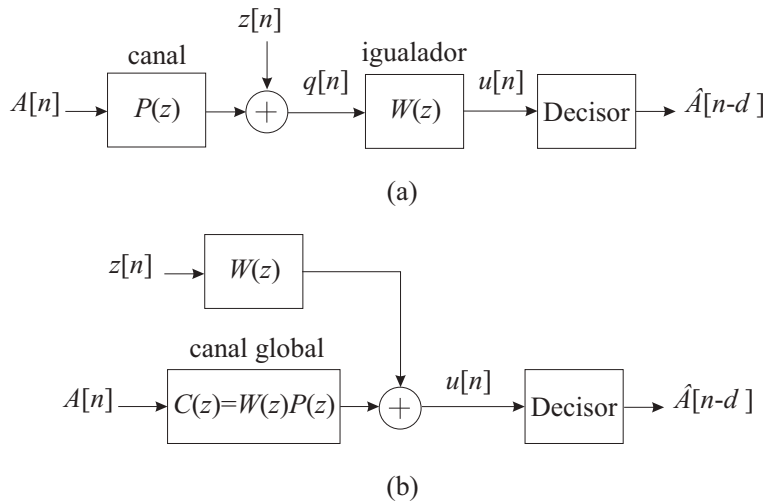 z[n]
canal
igualador
A[n]
P(z)
+
q[n]
W(z)
u[n]
Decisor
Â[n-d ]
(a)
z[n]
W(z)
canal global
A[n]
C(z)=W(z)P(z)
+
u[n]
Decisor
Â[n-d ]
(b)